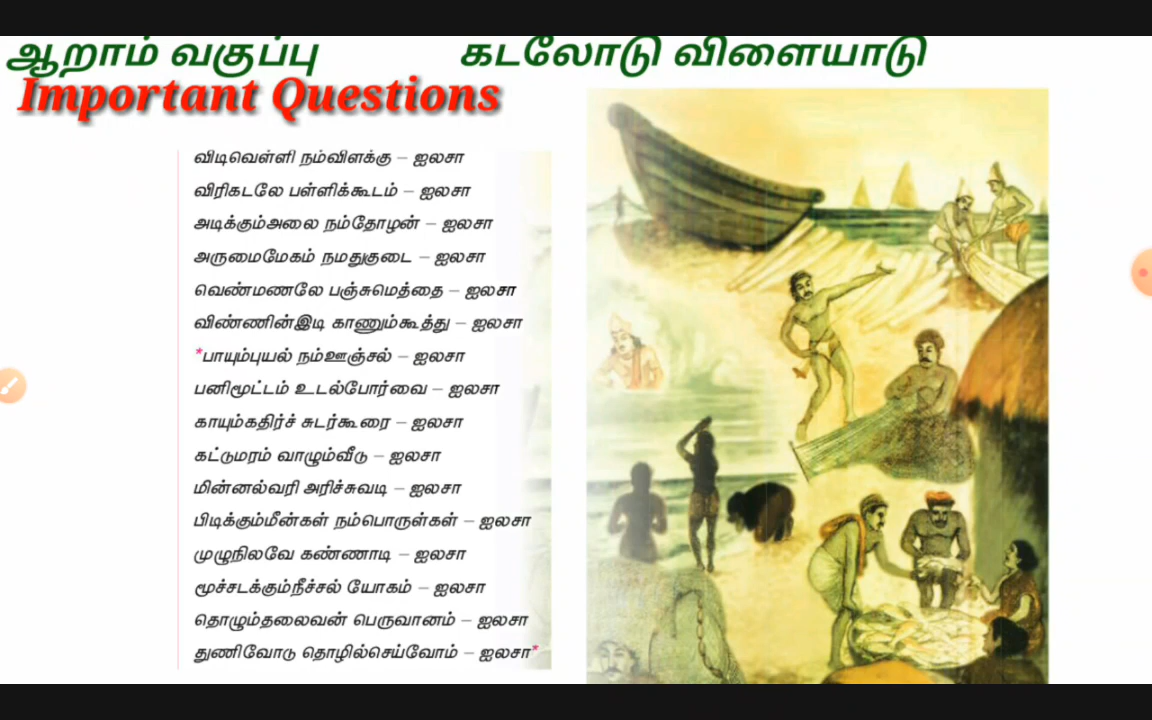 ஆறாம் வகுப்பு கடலோடு விளையாடு
Important Questions
விடிவெள்ளி நம்விளக்கு – ஐலசா
விரிகடலே பள்ளிக்கூடம் – ஐலசா
அடிக்கும்அலை நம்தோழன் – ஐலசா
அருமைமேகம் நமதுகுடை – ஐலசா
வெண்மணலே பஞ்சுமெத்தை – ஐலசா
விண்ணின்இடி காணும்கூத்து – ஐலசா
*பாயும்புயல் நம்ஊஞ்சல் – ஐலசா
பனிமூட்டம் உடல்போர்வை – ஐலசா
காயும்கதிர்ச் சுடர்கூரை – ஐலசா
கட்டுமரம் வாழும்வீடு – ஐலசா
மின்னல்வரி அரிச்சுவடி – ஐலசா
பிடிக்கும்மீன்கள் நம்பொருள்கள் – ஐலசா
முழுநிலவே கண்ணாடி – ஐலசா
மூச்சடக்கும்நீச்சல் யோகம் – ஐலசா
தொழும்தலைவன் பெருவானம் – ஐலசா
துணிவோடு தொழில்செய்வோம் – ஐலசா*